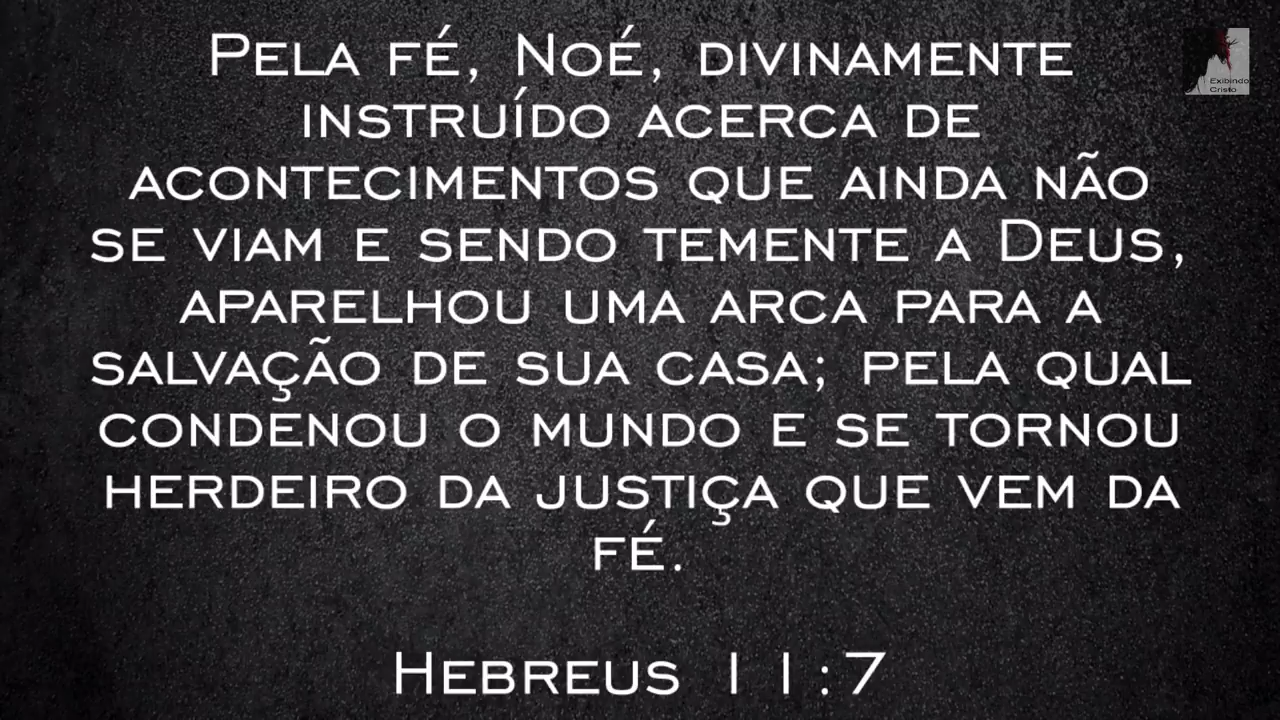 Pela fé, Noé, divinamente
instruído acerca de
acontecimentos que ainda não
se viam e sendo temente a Deus,
aparelhou uma arca para a
salvação de sua casa; pela qual
condenou o mundo e se tornou
herdeiro da justiça que vem da
fé.
Hebreus 11:7
Exibindo
Cristo